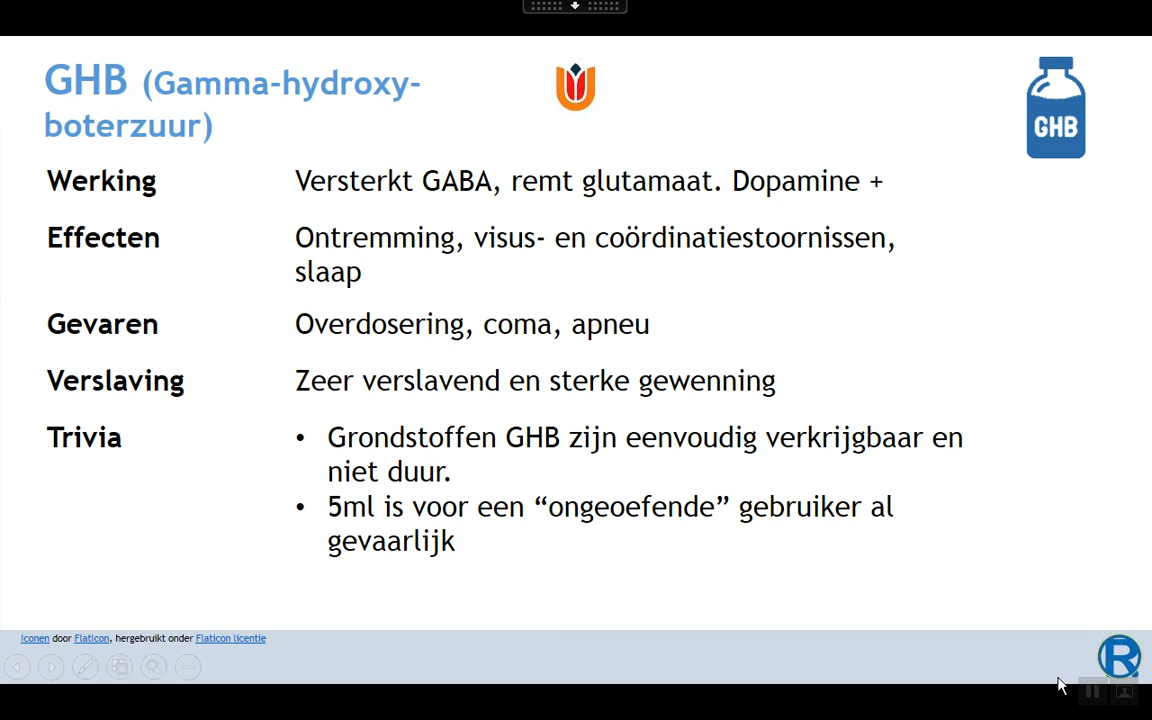 GHB (Gamma-hydroxy-
boterzuur)
GHB
Werking Versterkt GABA, remt glutamaat. Dopamine +
Effecten Ontremming, visus- en coördinatiestoornissen,
slaap
Gevaren Overdosering, coma, apneu
Verslaving Zeer verslavend en sterke gewenning
Trivia • Grondstoffen GHB zijn eenvoudig verkrijgbaar en
niet duur.
• 5ml is voor een “ongeoefende” gebruiker al
gevaarlijk
Iconen door Flaticon, hergebruikt onder Flaticon licentie
R